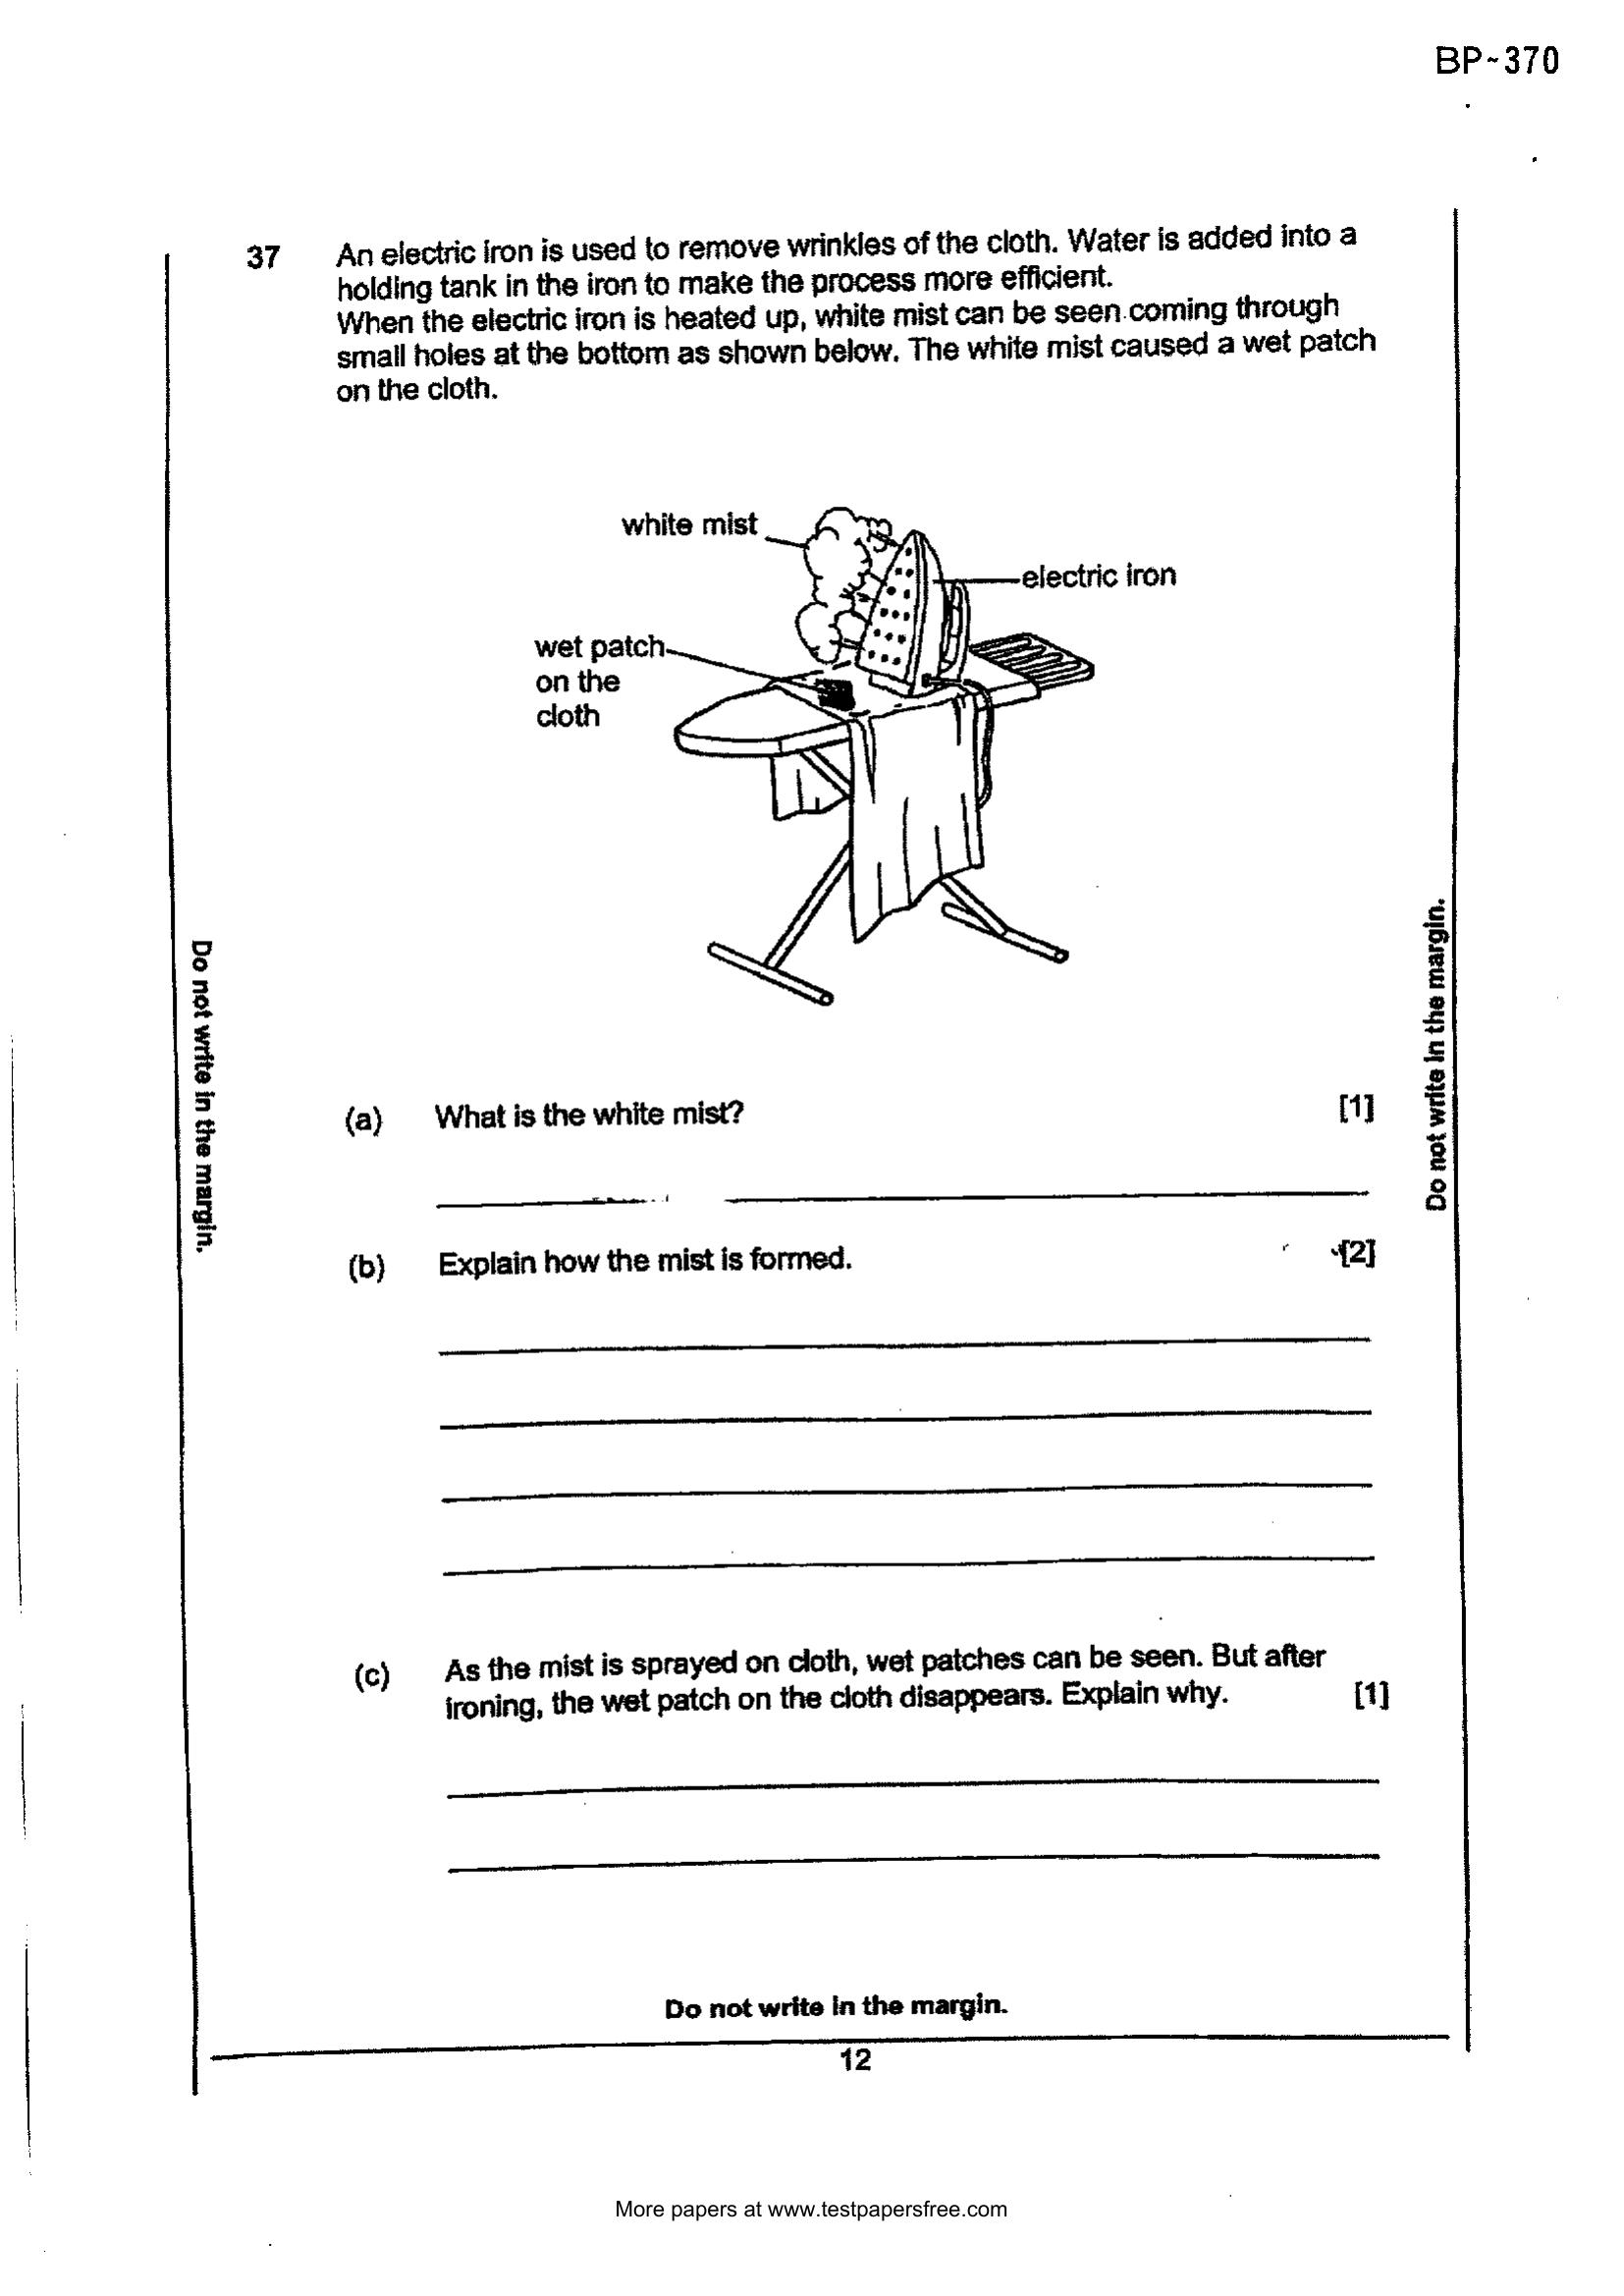 BP~370
37 An electric iron is used to remove wrinkles of the cloth. Water is added into a
holding tank in the iron to make the process more efficient.
When the electric iron is heated up, white mist can be seen coming through
small holes at the bottom as shown below. The white mist caused a wet patch
on the cloth.
white mist
electric iron
wet patch
on the
cloth
Do not write in the margin.
Do not write in the margin.
(a) What is the white mist? [1]
(b) Explain how the mist is formed. [2]
(c) As the mist is sprayed on cloth, wet patches can be seen. But after
ironing, the wet patch on the cloth disappears. Explain why. [1]
Do not write in the margin.
12
More papers at www.testpapersfree.com